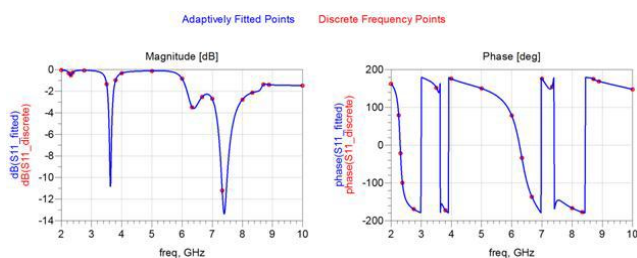 Adaptively Fitted Points Discrete Frequency Points
Magnitude [dB]
0
-2
-4
-6
-8
-10
-12
-14
dB(S11_fitted)
dB(S11_discrete)
2 3 4 5 6 7 8 9 10
freq, GHz
Phase [deg]
200
100
0
-100
-200
phase(S11_fitted)
phase(S11_discrete)
2 3 4 5 6 7 8 9 10
freq, GHz